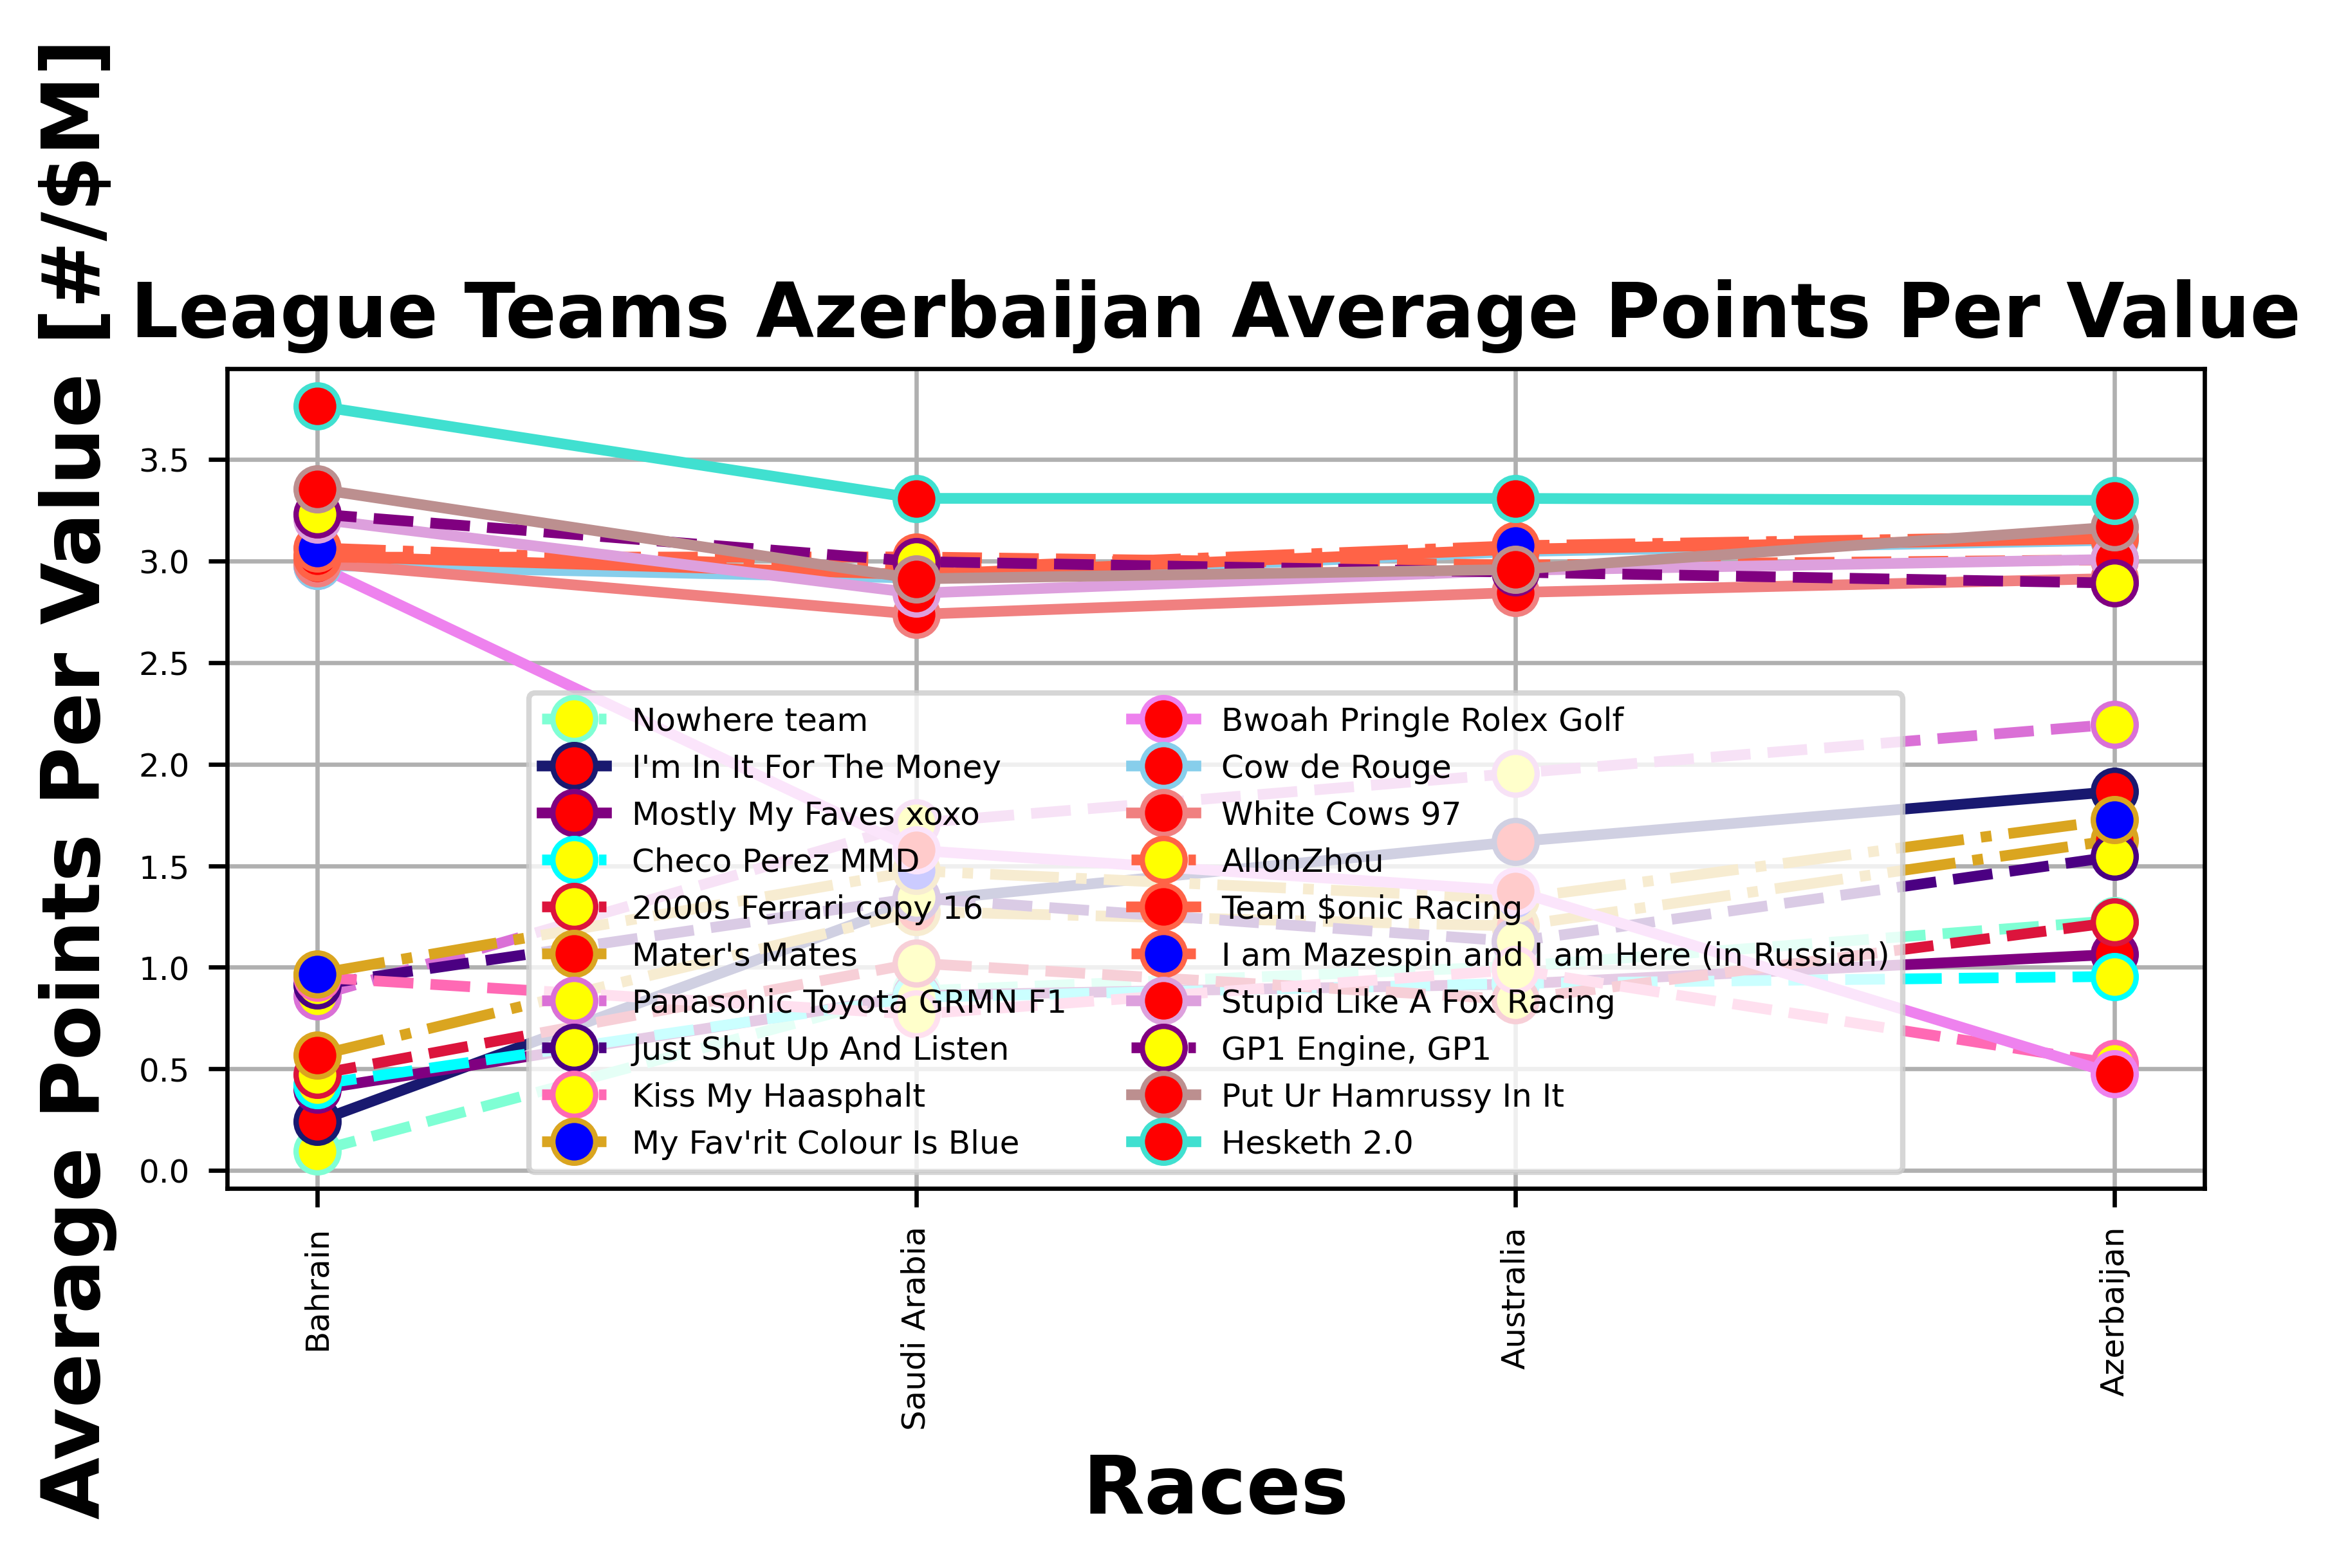 League Teams Azerbaijan Average Points Per Value
Average Points Per Value [#/$M]
3.5
3.0
2.5
2.0
1.5
1.0
0.5
0.0
Nowhere team
I'm In It For The Money
Mostly My Faves xoxo
Checo Perez MMD
2000s Ferrari copy 16
Mater's Mates
Panasonic Toyota GRMN F1
Just Shut Up And Listen
Kiss My Haasphalt
My Fav'rit Colour Is Blue
Bwoah Pringle Rolex Golf
Cow de Rouge
White Cows 97
AllonZhou
Team $onic Racing
I am Mazespin and I am Here (in Russian)
Stupid Like A Fox Racing
GP1 Engine, GP1
Put Ur Hamrussy In It
Hesketh 2.0
Bahrain
Saudi Arabia
Australia
Azerbaijan
Races